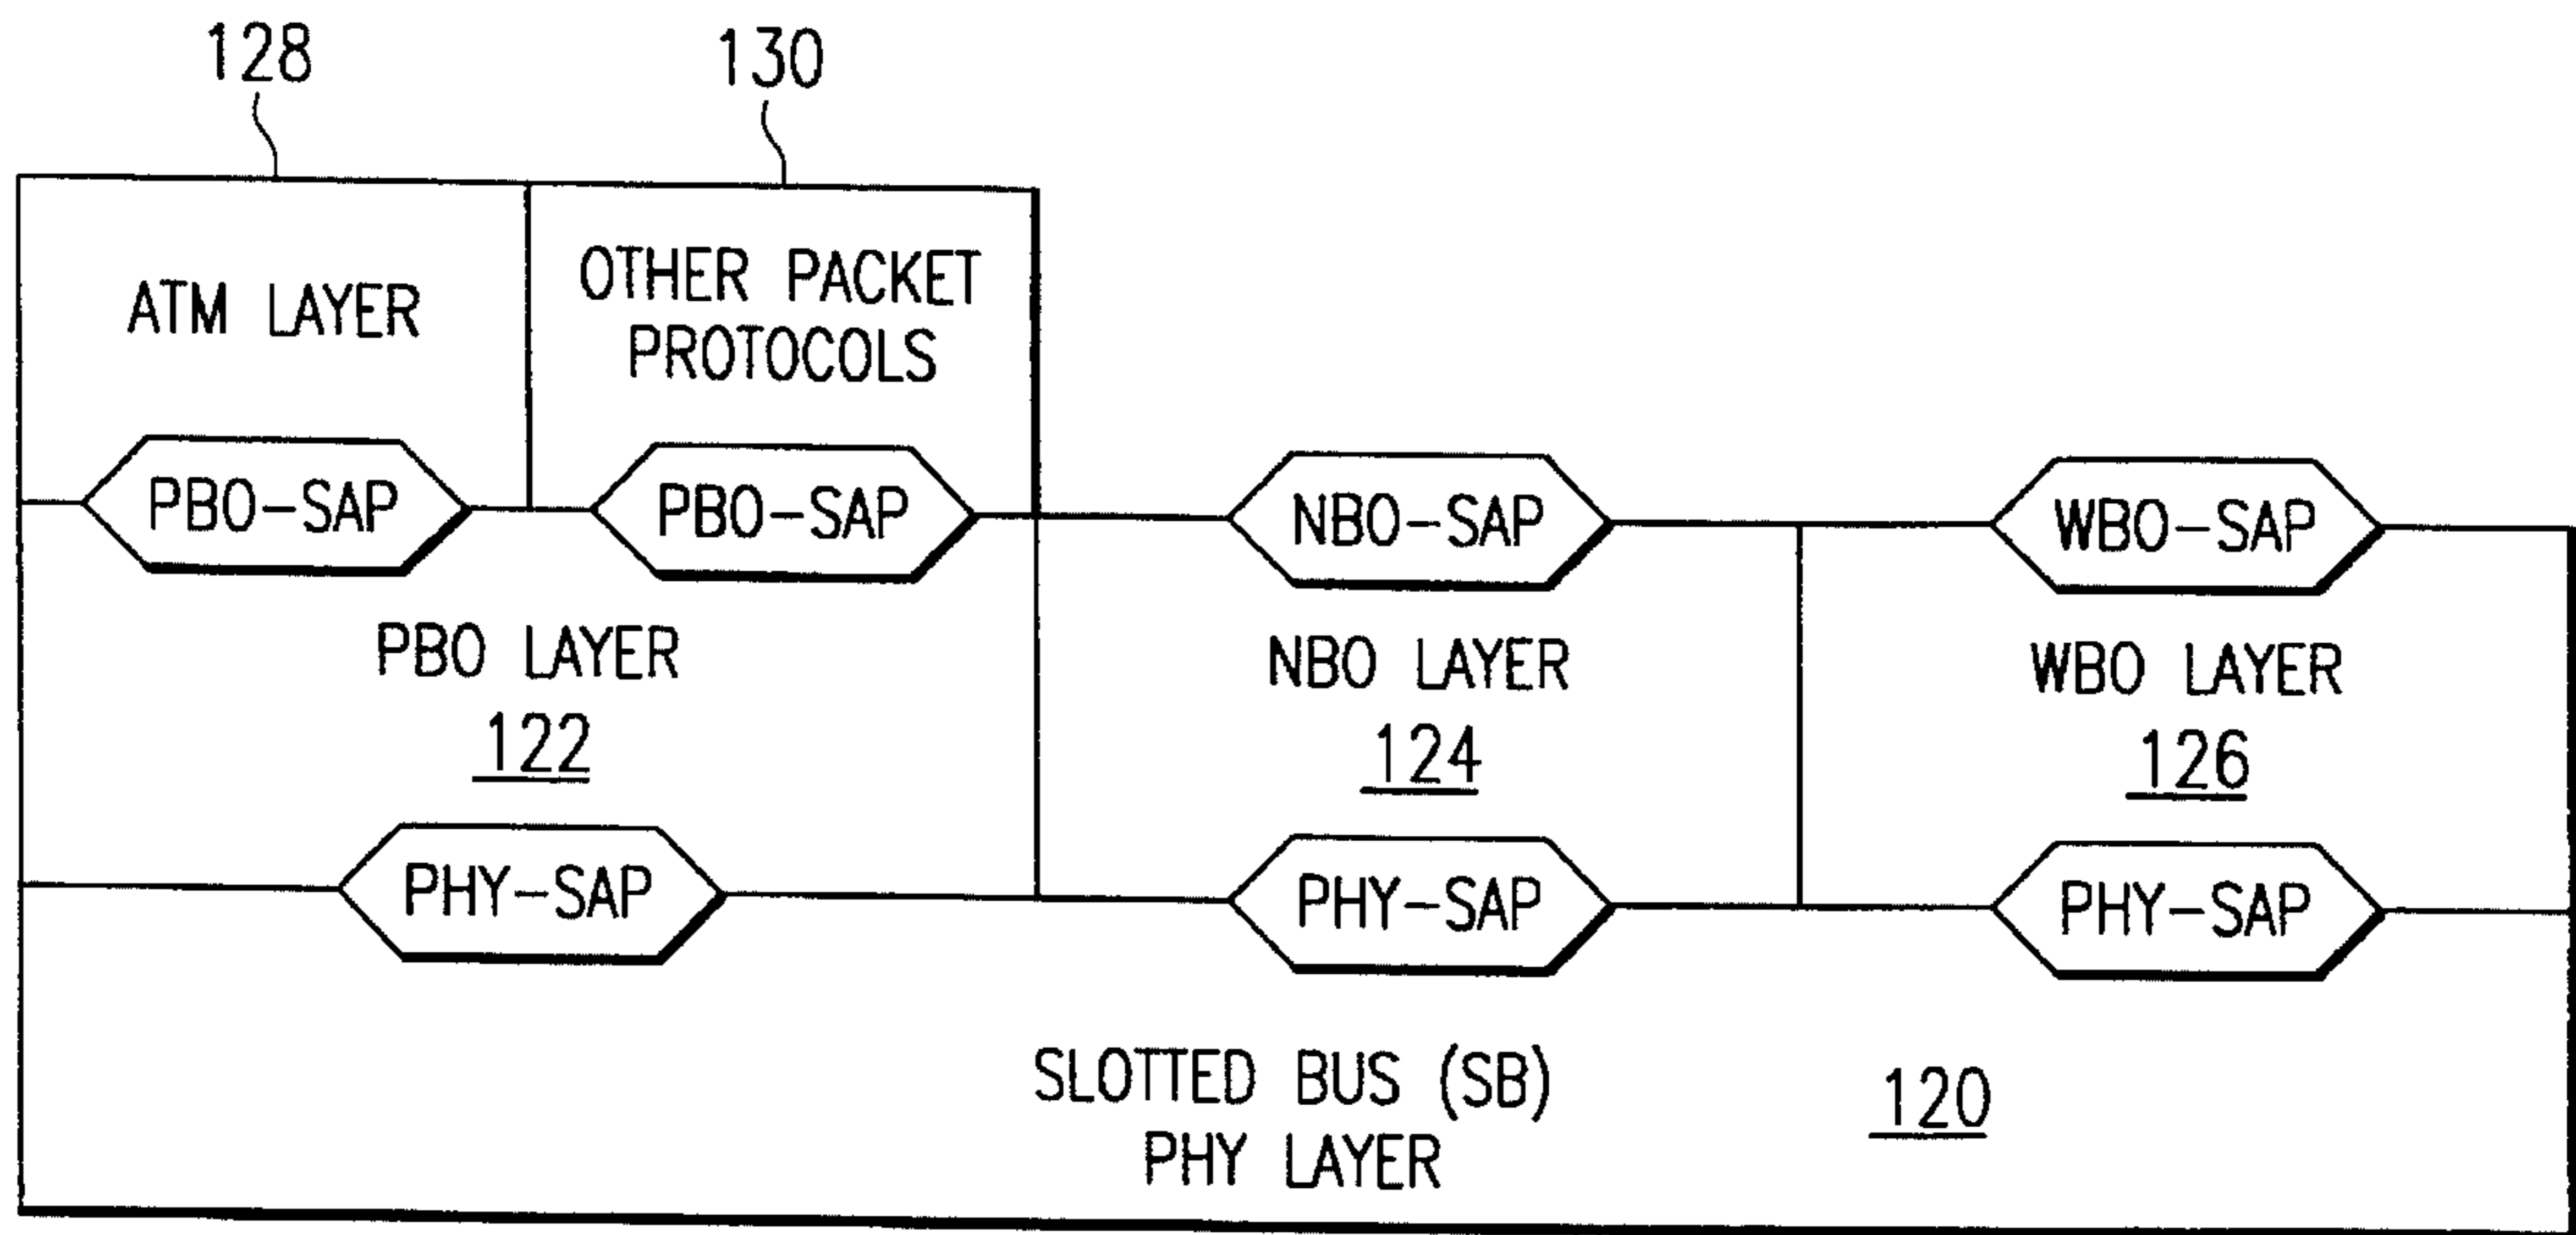 128
130
ATM LAYER
OTHER PACKET
PROTOCOLS
PBO-SAP
PBO-SAP
NBO-SAP
WBO-SAP
PBO LAYER
122
NBO LAYER
124
WBO LAYER
126
PHY-SAP
PHY-SAP
PHY-SAP
SLOTTED BUS (SB)
PHY LAYER
120